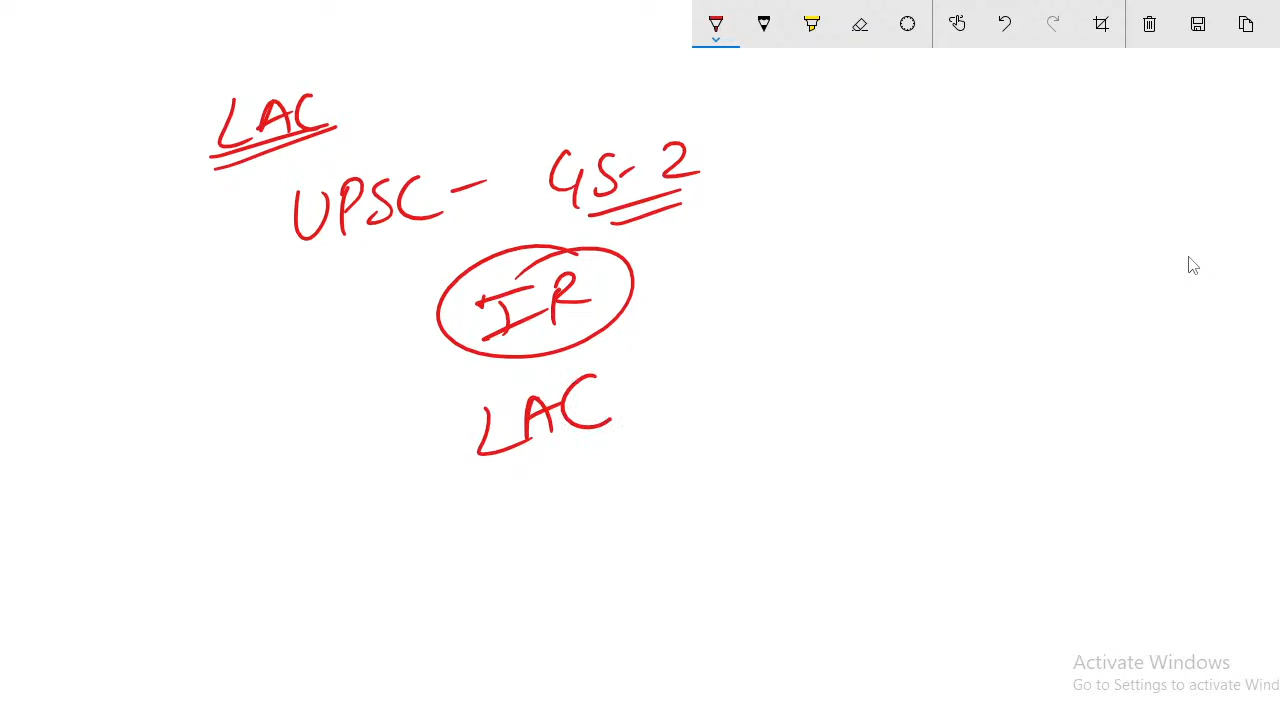 LAC
UPSC - GS-2
IR
LAC
Activate Windows
Go to Settings to activate Wind